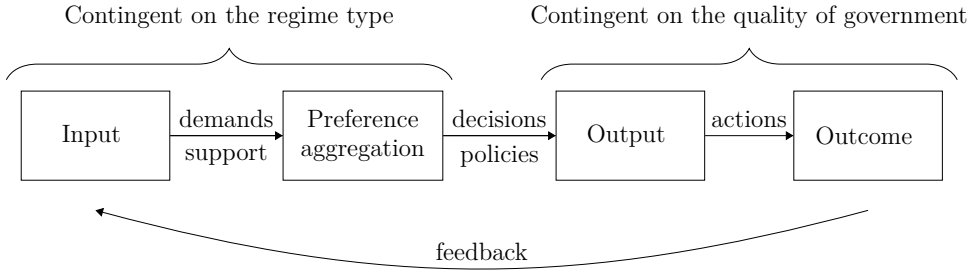 Contingent on the regime type
Contingent on the quality of government
Input
demands
support
Preference
aggregation
decisions
policies
Output
actions
Outcome
feedback